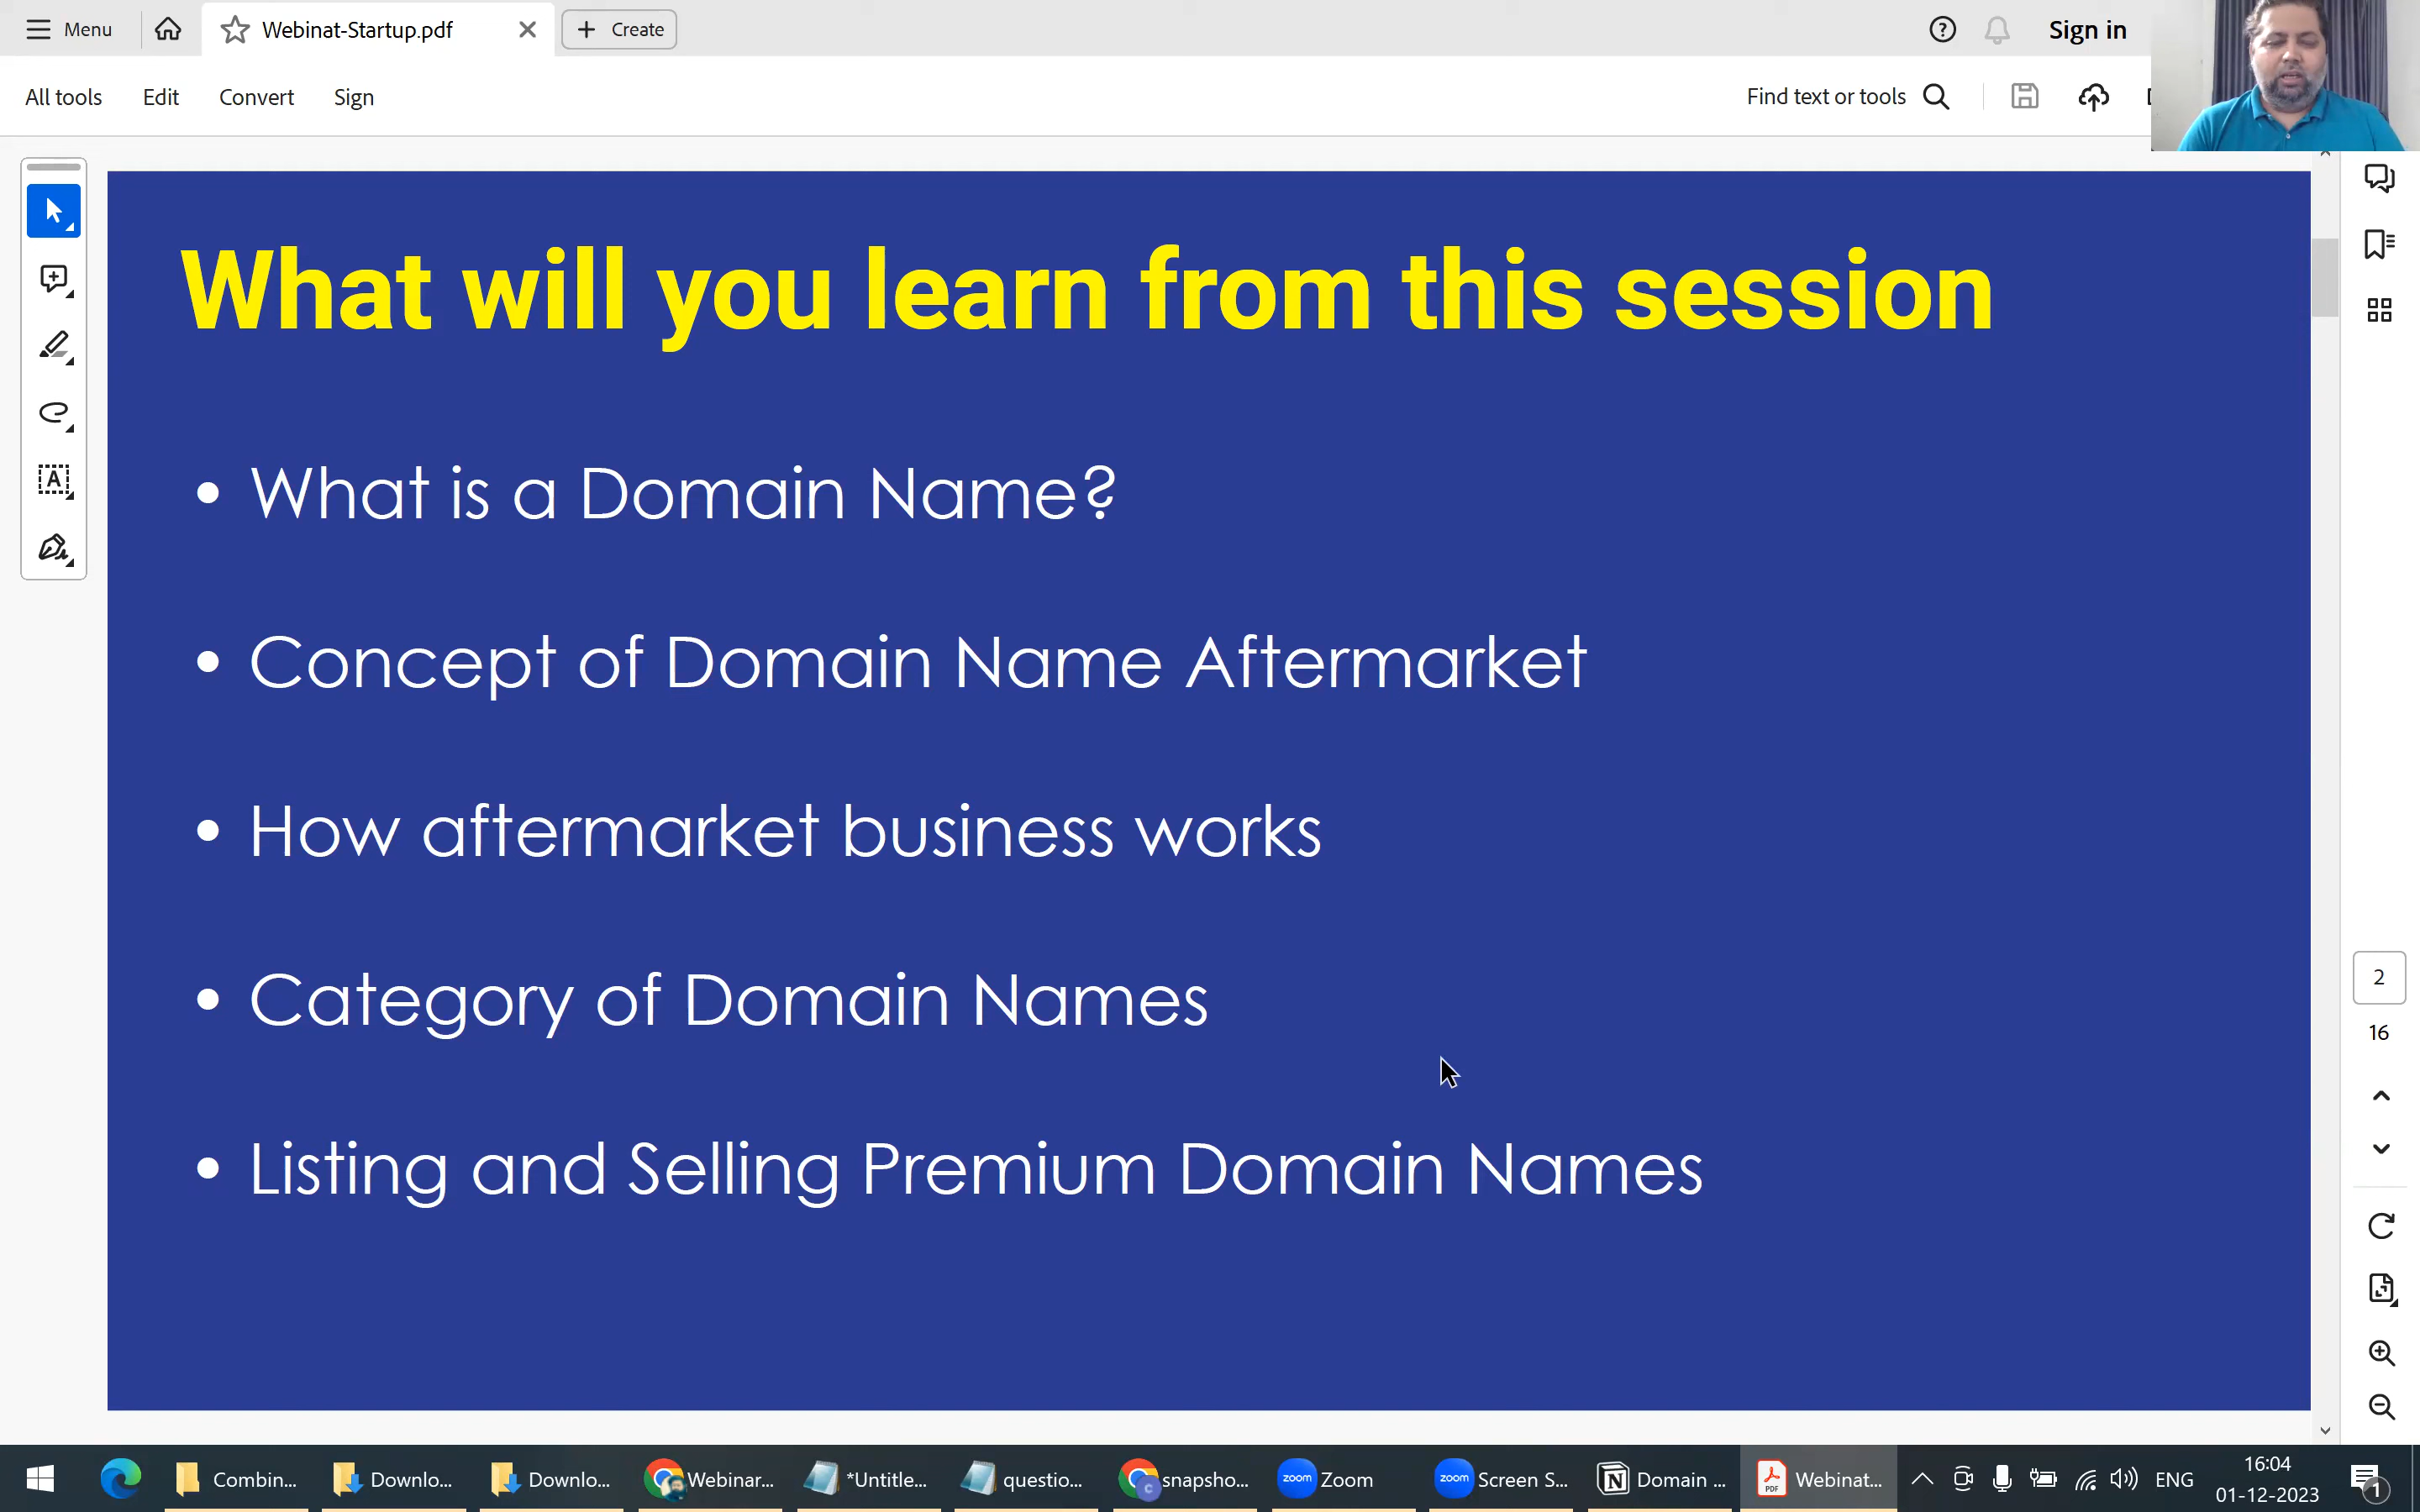 Menu
Webinat-Startup.pdf
Create
Sign in
All tools
Edit
Convert
Sign
Find text or tools
What will you learn from this session
• What is a Domain Name?
• Concept of Domain Name Aftermarket
• How aftermarket business works
• Category of Domain Names
• Listing and Selling Premium Domain Names
2
16
Combin...
Downlo...
Downlo...
Webinar...
*Untitle...
questio...
snapsho...
zoom Zoom
zoom Screen S...
Domain ...
Webinat...
ENG
16:04
01-12-2023
1